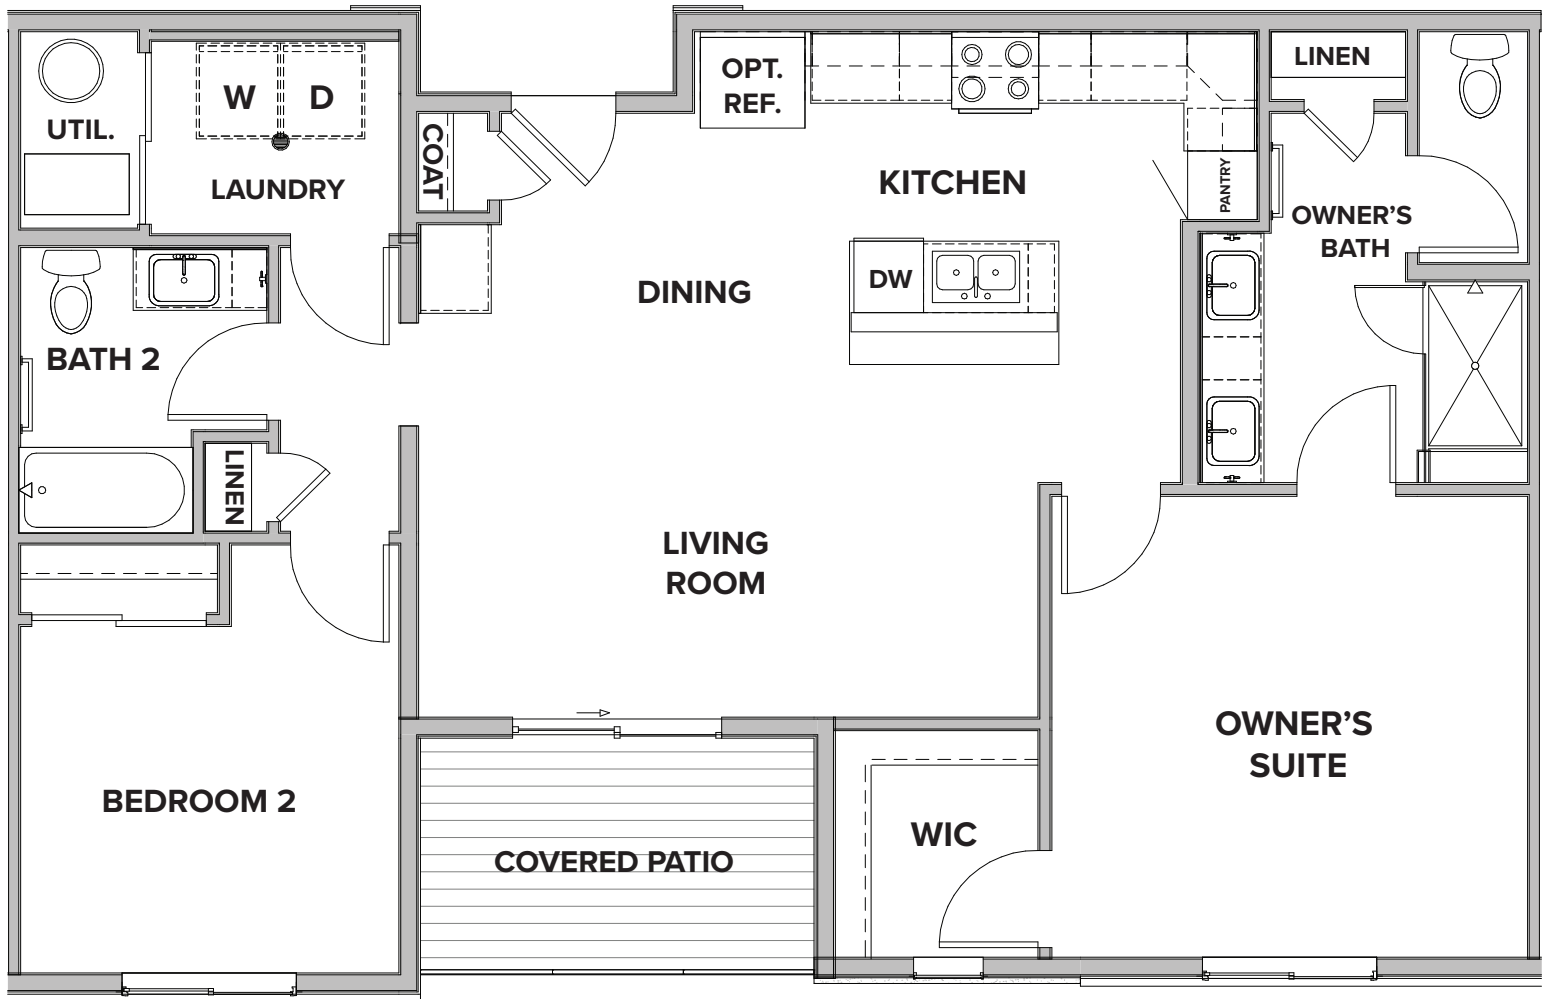 UTIL.
W
D
LAUNDRY
COAT
OPT.
REF.
KITCHEN
PANTRY
LINEN
OWNER'S
BATH
DINING
DW
BATH 2
LINEN
LIVING
ROOM
OWNER'S
SUITE
BEDROOM 2
COVERED PATIO
WIC